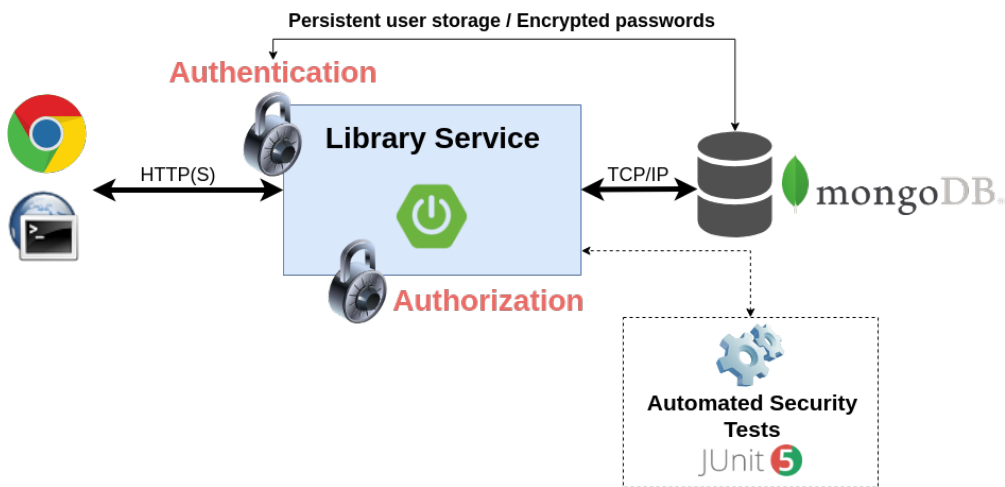 Persistent user storage / Encrypted passwords
Authentication
Library Service
HTTP(S)
TCP/IP
mongoDB
Authorization
Automated Security
Tests
JUnit 5
>_